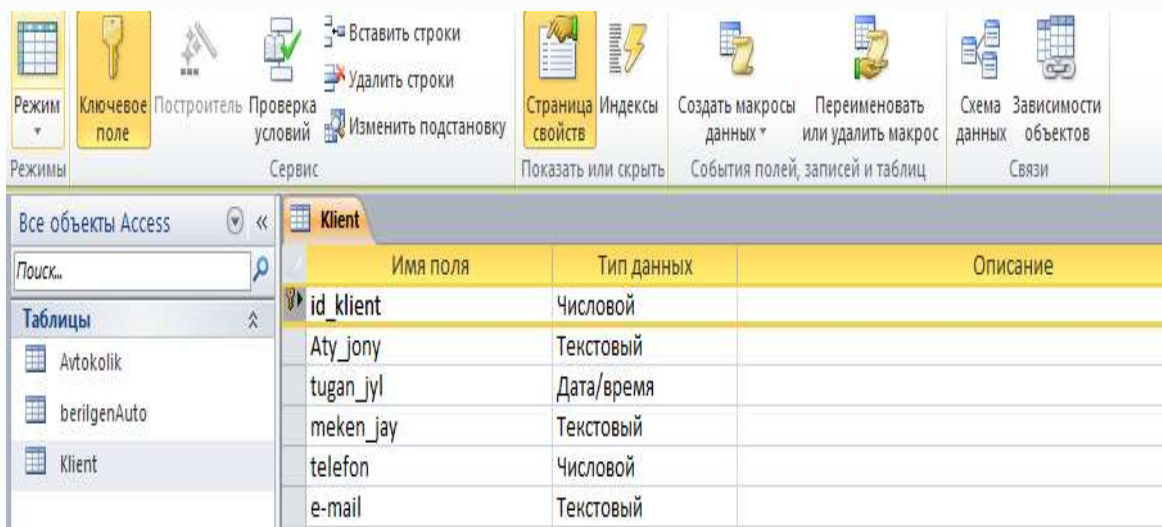 Режим
Ключевое поле
Построитель
Проверка условий
Вставить строки
Удалить строки
Изменить подстановку
Страница свойств
Индексы
Создать макросы данных
Переименовать или удалить макрос
Схема данных
Зависимости объектов
Режимы
Сервис
Показать или скрыть
События полей, записей и таблиц
Связи
Все объекты Access
Klient
Поиск...
Имя поля Тип данных Описание
Таблицы
id_klient Числовой
Avtokolik
Aty_jony Текстовый
tugan_jyl Дата/время
berilgenAuto
meken_jay Текстовый
Klient
telefon Числовой
e-mail Текстовый